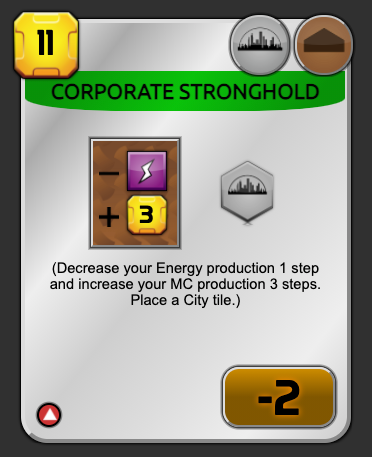 11
CORPORATE STRONGHOLD
-
+ 3
(Decrease your Energy production 1 step
and increase your MC production 3 steps.
Place a City tile.)
-2